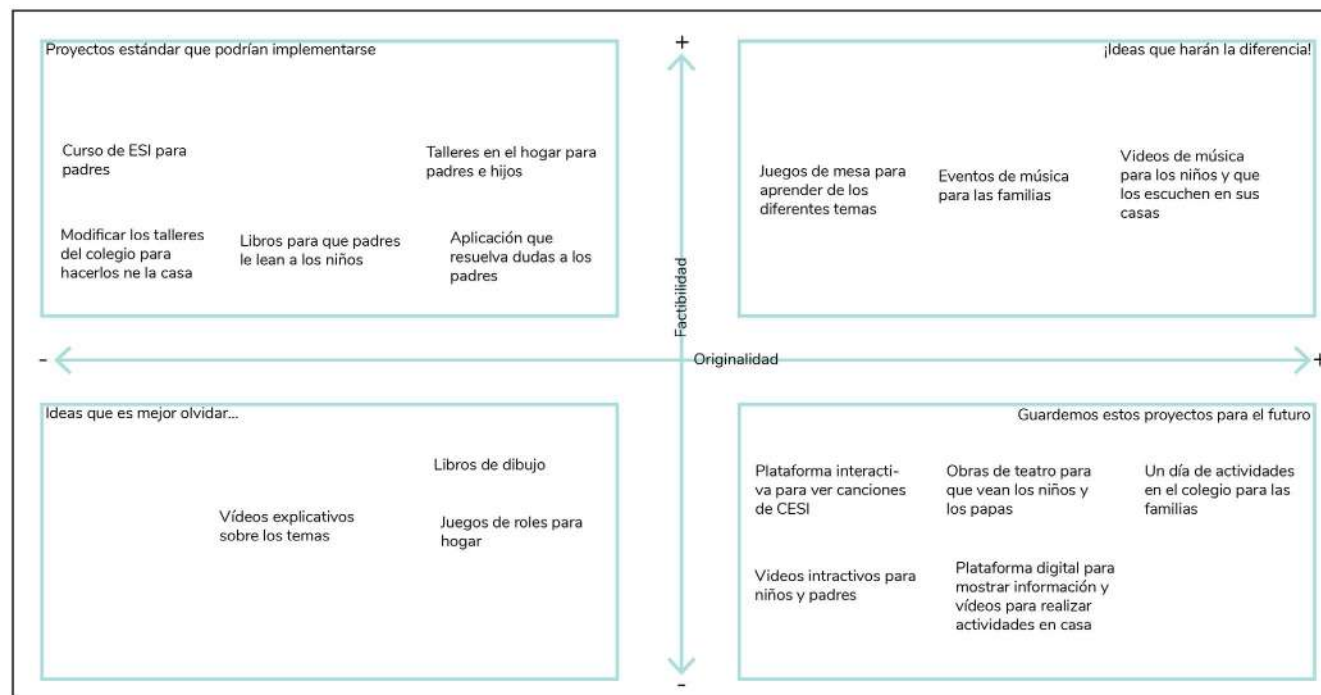 Proyectos estándar que podrían implementarse
Curso de ESI para
padres
Talleres en el hogar para
padres e hijos
Modificar los talleres
del colegio para
hacerlos ne la casa
Libros para que padres
le lean a los niños
Aplicación que
resuelva dudas a los
padres
+
Factibilidad
-
-
Originalidad
+
¡Ideas que harán la diferencia!
Juegos de mesa para
aprender de los
diferentes temas
Eventos de música
para las familias
Videos de música
para los niños y que
los escuchen en sus
casas
Ideas que es mejor olvidar...
Libros de dibujo
Vídeos explicativos
sobre los temas
Juegos de roles para
hogar
Guardemos estos proyectos para el futuro
Plataforma interacti-
va para ver canciones
de CESI
Obras de teatro para
que vean los niños y
los papas
Un día de actividades
en el colegio para las
familias
Videos intractivos para
niños y padres
Plataforma digital para
mostrar información y
vídeos para realizar
actividades en casa